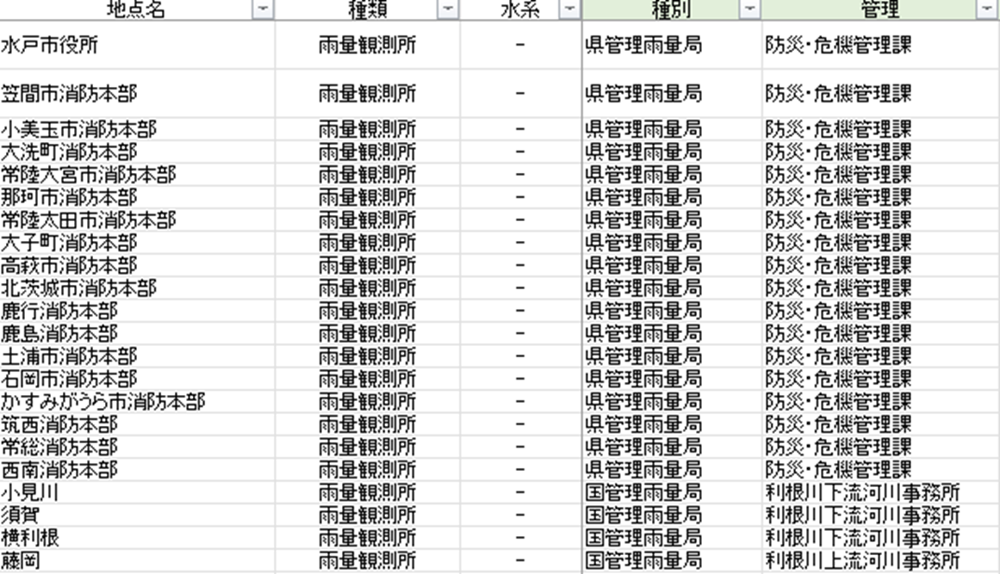 地点名 種類 水系 種別 管理
水戸市役所 雨量観測所 - 県管理雨量局 防災・危機管理課
笠間市消防本部 雨量観測所 - 県管理雨量局 防災・危機管理課
小美玉市消防本部 雨量観測所 - 県管理雨量局 防災・危機管理課
大洗町消防本部 雨量観測所 - 県管理雨量局 防災・危機管理課
常陸大宮市消防本部 雨量観測所 - 県管理雨量局 防災・危機管理課
那珂市消防本部 雨量観測所 - 県管理雨量局 防災・危機管理課
常陸太田市消防本部 雨量観測所 - 県管理雨量局 防災・危機管理課
大子町消防本部 雨量観測所 - 県管理雨量局 防災・危機管理課
高萩市消防本部 雨量観測所 - 県管理雨量局 防災・危機管理課
北茨城市消防本部 雨量観測所 - 県管理雨量局 防災・危機管理課
鹿行消防本部 雨量観測所 - 県管理雨量局 防災・危機管理課
鹿島消防本部 雨量観測所 - 県管理雨量局 防災・危機管理課
土浦市消防本部 雨量観測所 - 県管理雨量局 防災・危機管理課
石岡市消防本部 雨量観測所 - 県管理雨量局 防災・危機管理課
かすみがうら市消防本部 雨量観測所 - 県管理雨量局 防災・危機管理課
筑西消防本部 雨量観測所 - 県管理雨量局 防災・危機管理課
常総消防本部 雨量観測所 - 県管理雨量局 防災・危機管理課
西南消防本部 雨量観測所 - 県管理雨量局 防災・危機管理課
小見川 雨量観測所 - 国管理雨量局 利根川下流河川事務所
須賀 雨量観測所 - 国管理雨量局 利根川下流河川事務所
横利根 雨量観測所 - 国管理雨量局 利根川下流河川事務所
藤岡 雨量観測所 - 国管理雨量局 利根川上流河川事務所